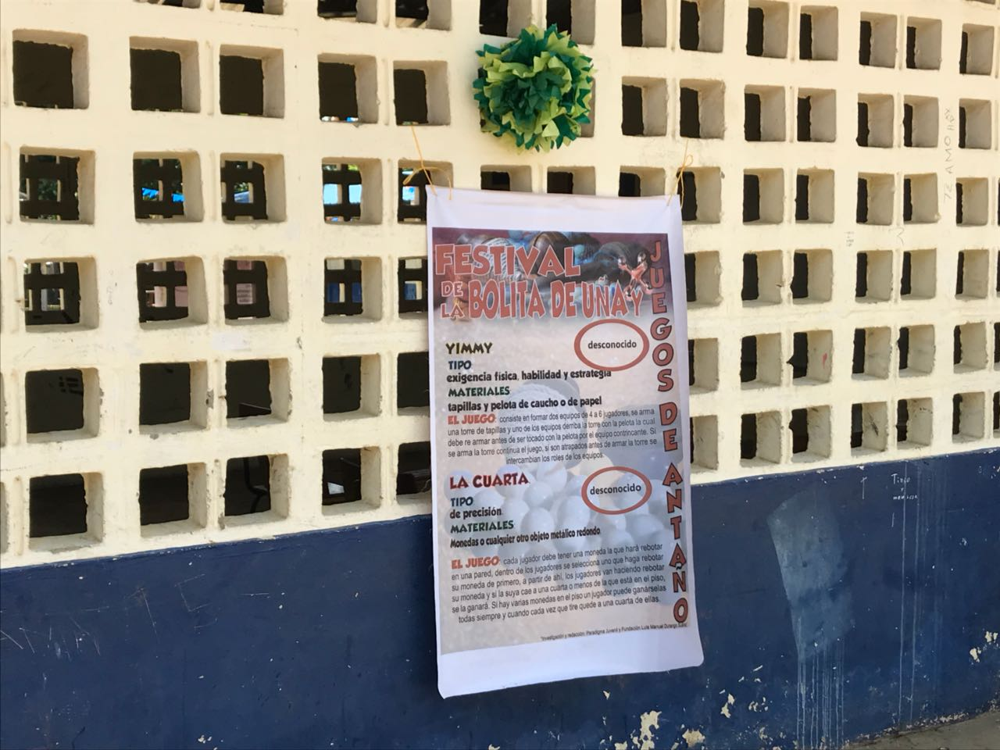 FESTIVAL
DE LA BOLITA DE UÑA Y
JUEGOS DE ANTAÑO
YIMMY
desconocido
TIPO
exigencia física, habilidad y estrategia
MATERIALES
tapillas y pelota de caucho o de papel
EL JUEGO: consiste en formar dos equipos de 4 a 6 jugadores, se arma
una torre de tapillas y uno de los equipos derriba la torre con la pelota la cual
debe re armar antes de ser tocado con la pelota por el equipo contrincante. Si
se arma la torre continua el juego, si son atrapados antes de armar la torre se
intercambian los roles de los equipos.
LA CUARTA
desconocido
TIPO
de precisión
MATERIALES
Monedas o cualquier otro objeto metálico redondo
EL JUEGO: cada jugador debe tener una moneda la que hará rebotar
en una pared, dentro de los jugadores se selecciona uno que haga rebotar
su moneda de primero, a partir de ahí, los jugadores van haciendo rebotar
su moneda y si la suya cae a una cuarta o menos de la que está en el piso,
se la ganará. Si hay varias monedas en el piso un jugador puede ganárselas
todas siempre y cuando cada vez que tire quede a una cuarta de ellas.
*Investigación y redacción: Paradigma Juvenil y Fundación Luis Manuel Durango
TE AMO